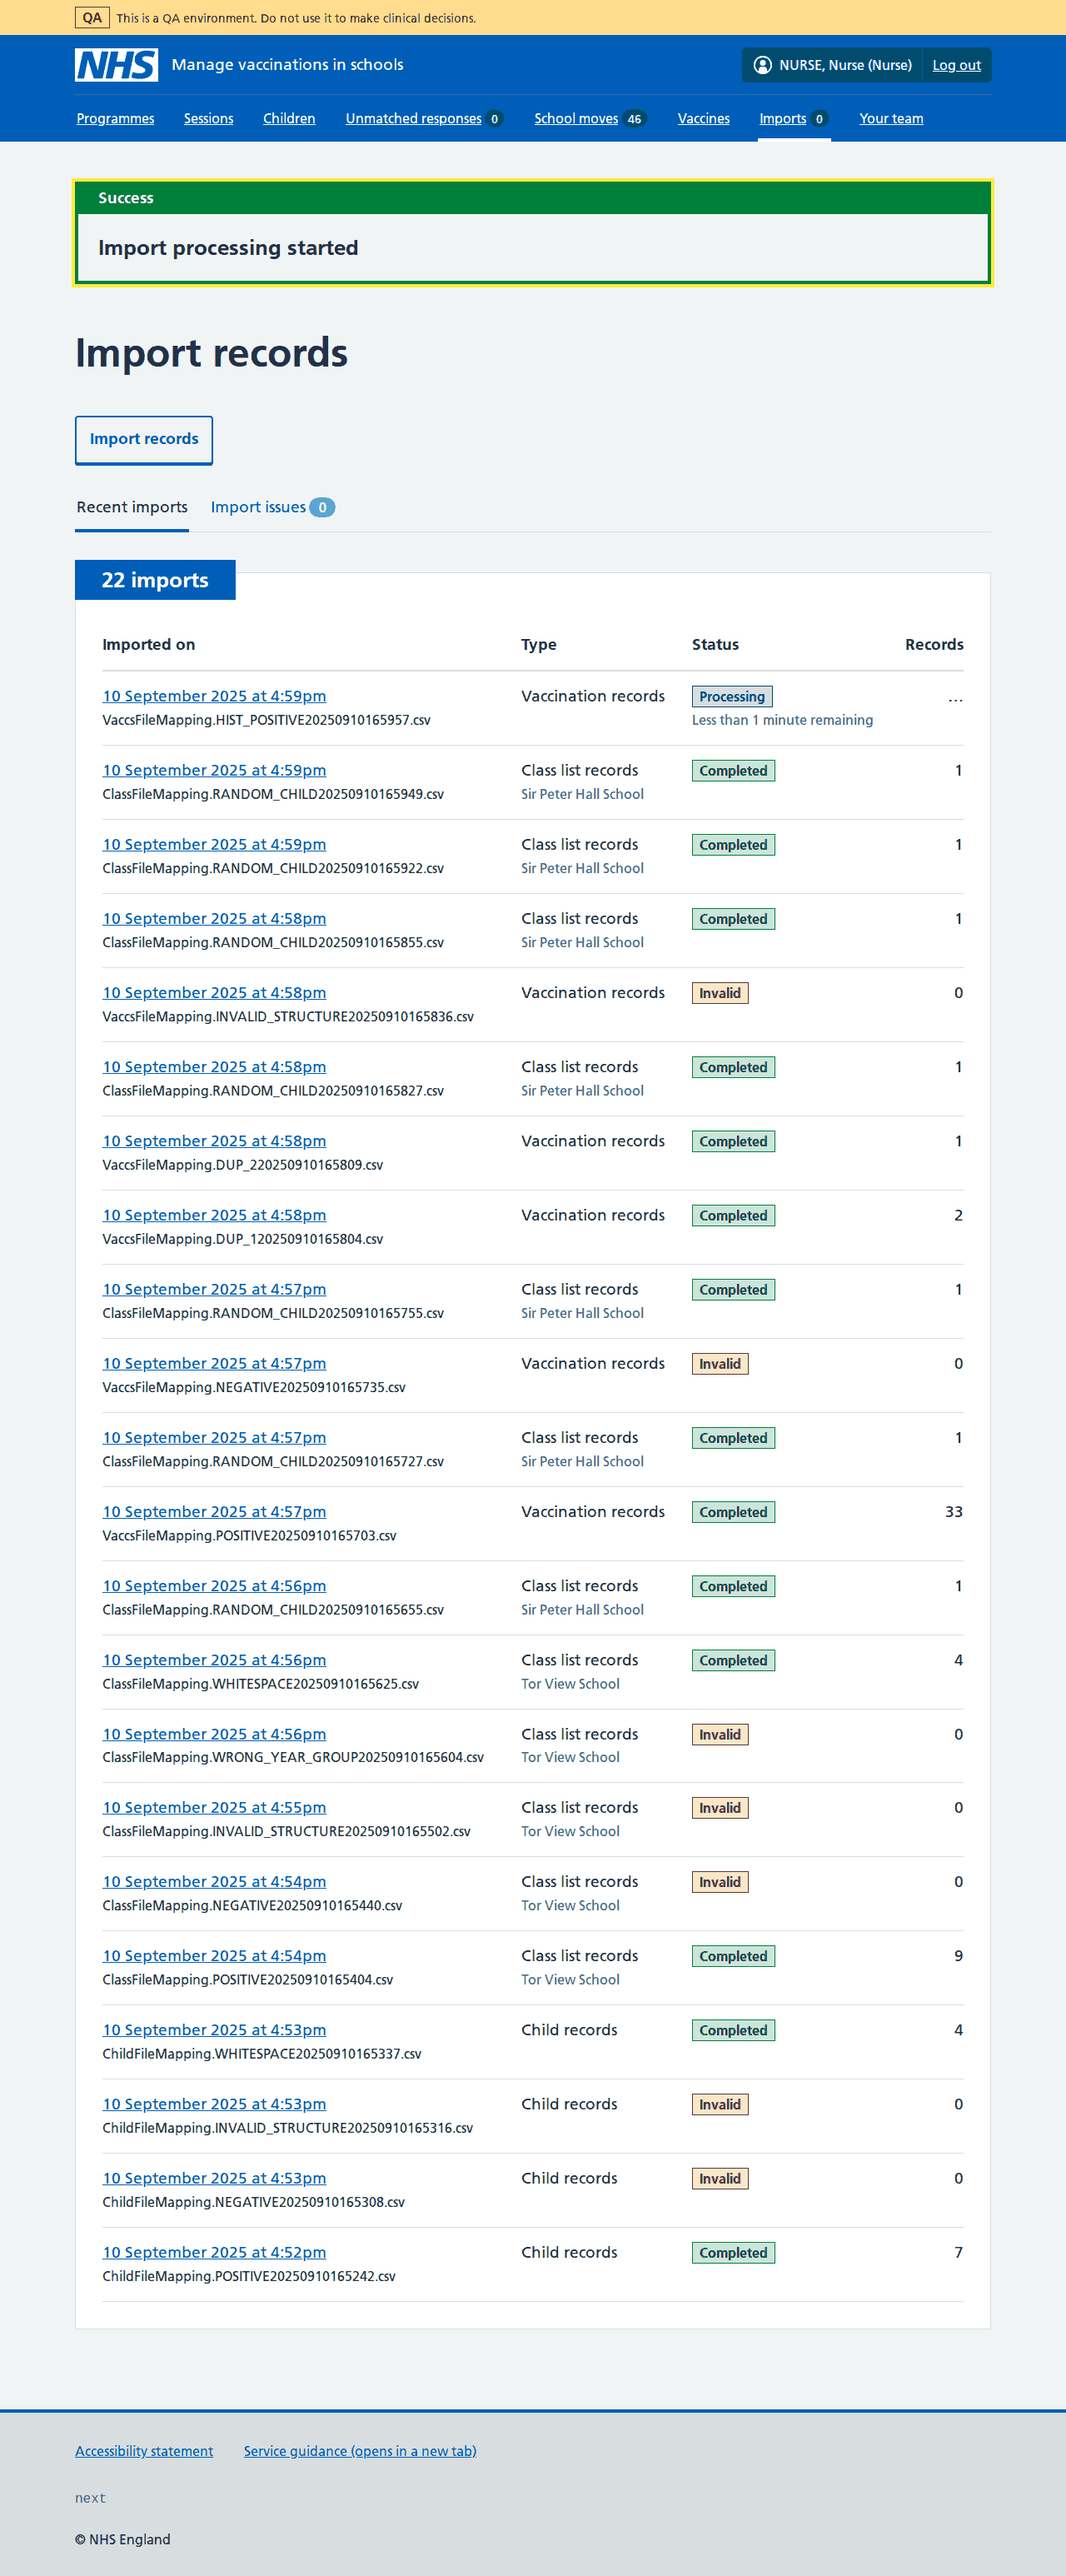 QA This is a QA environment. Do not use it to make clinical decisions.
NHS Manage vaccinations in schools NURSE, Nurse (Nurse) Log out
Programmes Sessions Children Unmatched responses 0 School moves 46 Vaccines Imports 0 Your team
Success
Import processing started
Import records
Import records
Recent imports Import issues 0
22 imports
Imported on Type Status Records
10 September 2025 at 4:59pm Vaccination records Processing ...
VaccsFileMapping.HIST_POSITIVE20250910165957.csv Less than 1 minute remaining
10 September 2025 at 4:59pm Class list records Completed 1
ClassFileMapping.RANDOM_CHILD20250910165949.csv Sir Peter Hall School
10 September 2025 at 4:59pm Class list records Completed 1
ClassFileMapping.RANDOM_CHILD20250910165922.csv Sir Peter Hall School
10 September 2025 at 4:58pm Class list records Completed 1
ClassFileMapping.RANDOM_CHILD20250910165855.csv Sir Peter Hall School
10 September 2025 at 4:58pm Vaccination records Invalid 0
VaccsFileMapping.INVALID_STRUCTURE20250910165836.csv
10 September 2025 at 4:58pm Class list records Completed 1
ClassFileMapping.RANDOM_CHILD20250910165827.csv Sir Peter Hall School
10 September 2025 at 4:58pm Vaccination records Completed 1
VaccsFileMapping.DUP_220250910165809.csv
10 September 2025 at 4:58pm Vaccination records Completed 2
VaccsFileMapping.DUP_120250910165804.csv
10 September 2025 at 4:57pm Class list records Completed 1
ClassFileMapping.RANDOM_CHILD20250910165755.csv Sir Peter Hall School
10 September 2025 at 4:57pm Vaccination records Invalid 0
VaccsFileMapping.NEGATIVE20250910165735.csv
10 September 2025 at 4:57pm Class list records Completed 1
ClassFileMapping.RANDOM_CHILD20250910165727.csv Sir Peter Hall School
10 September 2025 at 4:57pm Vaccination records Completed 33
VaccsFileMapping.POSITIVE20250910165703.csv
10 September 2025 at 4:56pm Class list records Completed 1
ClassFileMapping.RANDOM_CHILD20250910165655.csv Sir Peter Hall School
10 September 2025 at 4:56pm Class list records Completed 4
ClassFileMapping.WHITESPACE20250910165625.csv Tor View School
10 September 2025 at 4:56pm Class list records Invalid 0
ClassFileMapping.WRONG_YEAR_GROUP20250910165604.csv Tor View School
10 September 2025 at 4:55pm Class list records Invalid 0
ClassFileMapping.INVALID_STRUCTURE20250910165502.csv Tor View School
10 September 2025 at 4:54pm Class list records Invalid 0
ClassFileMapping.NEGATIVE20250910165440.csv Tor View School
10 September 2025 at 4:54pm Class list records Completed 9
ClassFileMapping.POSITIVE20250910165404.csv Tor View School
10 September 2025 at 4:53pm Child records Completed 4
ChildFileMapping.WHITESPACE20250910165337.csv
10 September 2025 at 4:53pm Child records Invalid 0
ChildFileMapping.INVALID_STRUCTURE20250910165316.csv
10 September 2025 at 4:53pm Child records Invalid 0
ChildFileMapping.NEGATIVE20250910165308.csv
10 September 2025 at 4:52pm Child records Completed 7
ChildFileMapping.POSITIVE20250910165242.csv
Accessibility statement Service guidance (opens in a new tab)
next
© NHS England